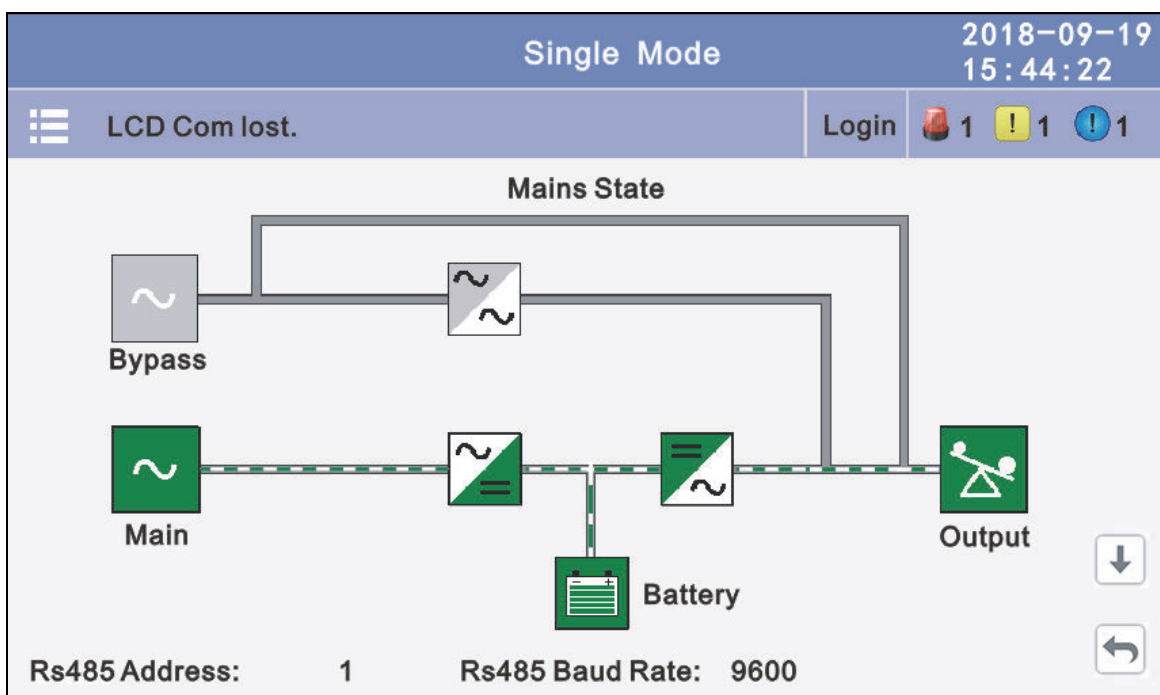 Single Mode
2018-09-19
15:44:22
LCD Com lost.
Login
1
1
1
Mains State
Bypass
Main
Output
Battery
Rs485 Address: 1
Rs485 Baud Rate: 9600